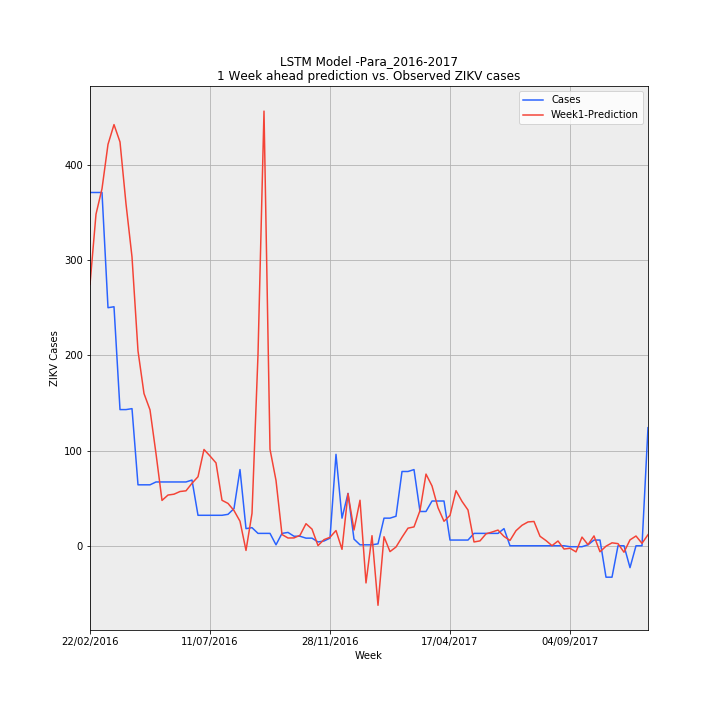 LSTM Model -Para_2016-2017
1 Week ahead prediction vs. Observed ZIKV cases
Cases
Week1-Prediction
400
300
200
100
0
ZIKV Cases
22/02/2016
11/07/2016
28/11/2016
17/04/2017
04/09/2017
Week